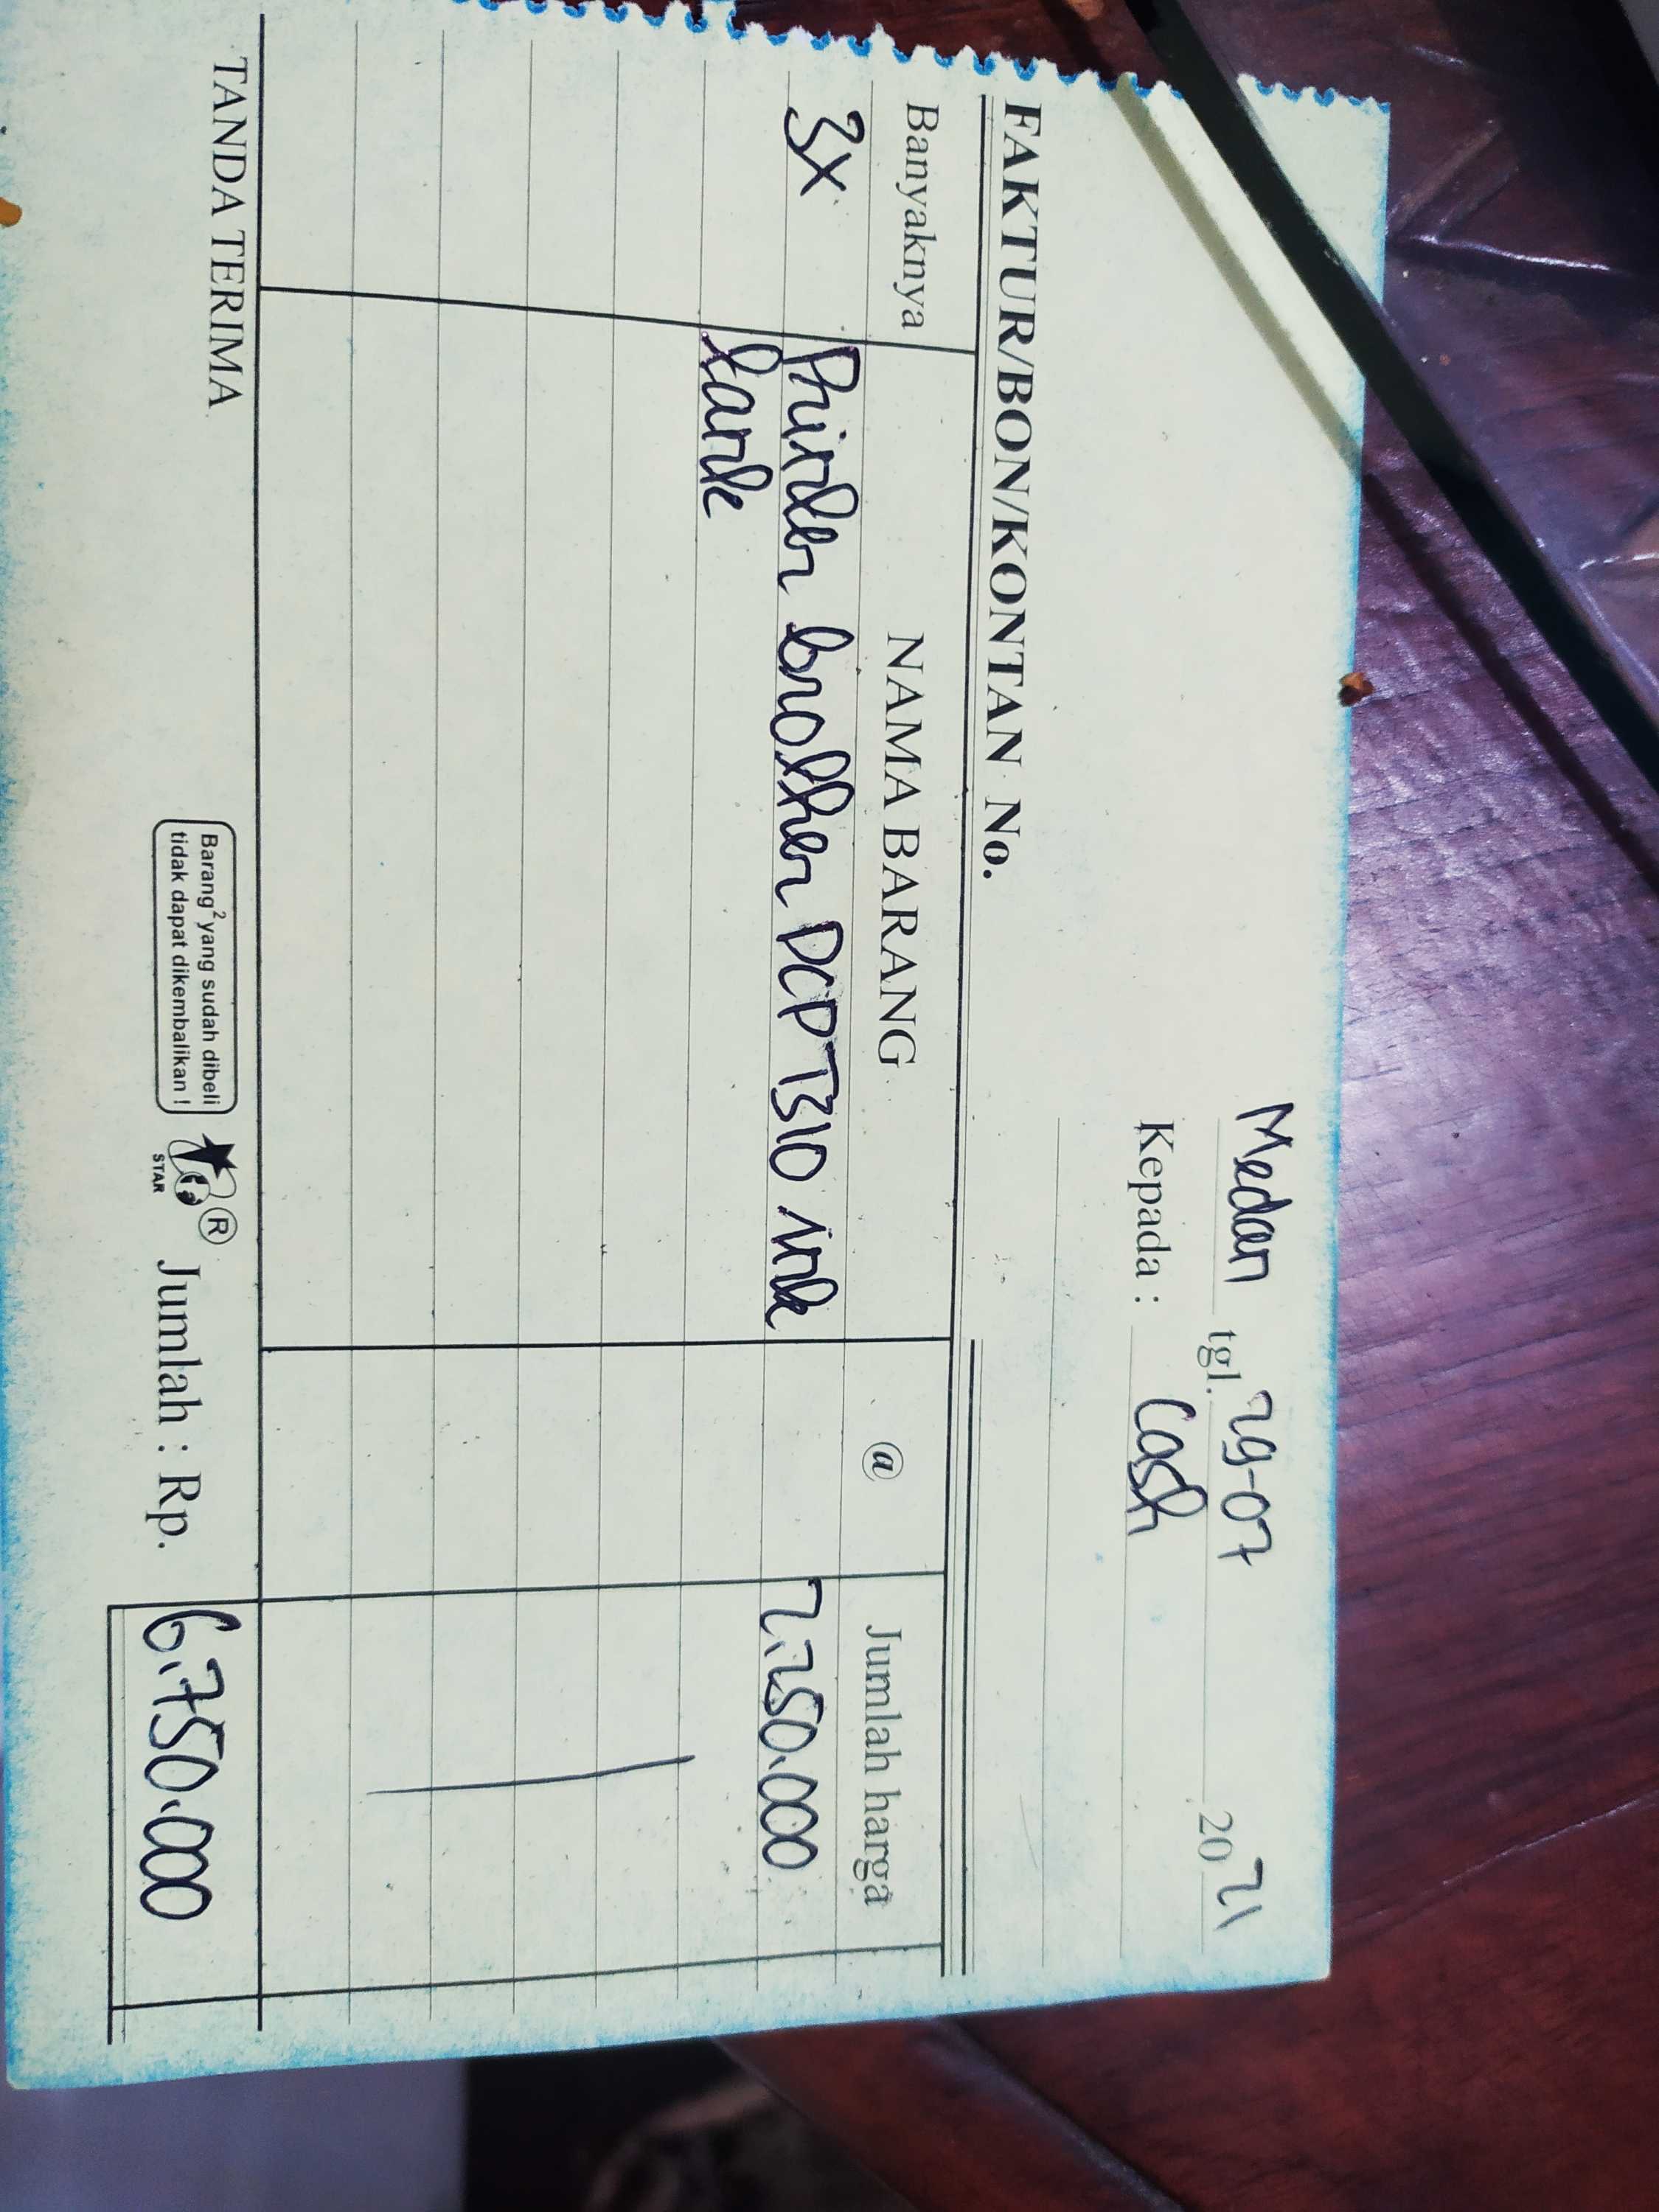 Medan tgl. 29-07 2021
Kepada : Cash
FAKTUR/BON/KONTAN No.
Banyaknya NAMA BARANG @ Jumlah harga
3x Printer brother DCP T310 ink 2.250.000
tank
TANDA TERIMA
Barang² yang sudah dibeli
tidak dapat dikembalikan !
® STAR
Jumlah : Rp. 6.750.000